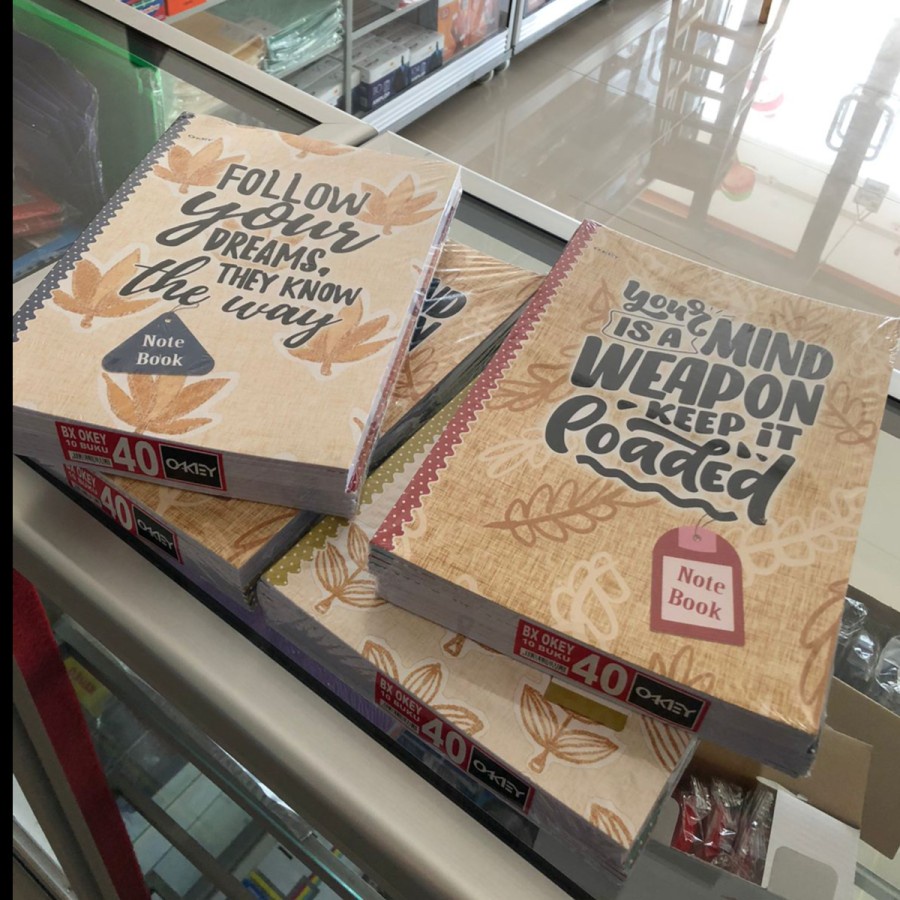 FOLLOW
your
DREAMS,
THEY KNOW
the way
Note
Book
BX OKEY
10 BUKU
40
OKEY
40
OKEY
your
IS A MIND
WEAPON
KEEP iT
loaded
Note
Book
BX OKEY
10 BUKU
40
OKEY
BX OKEY
10 BUKU
40
OKEY